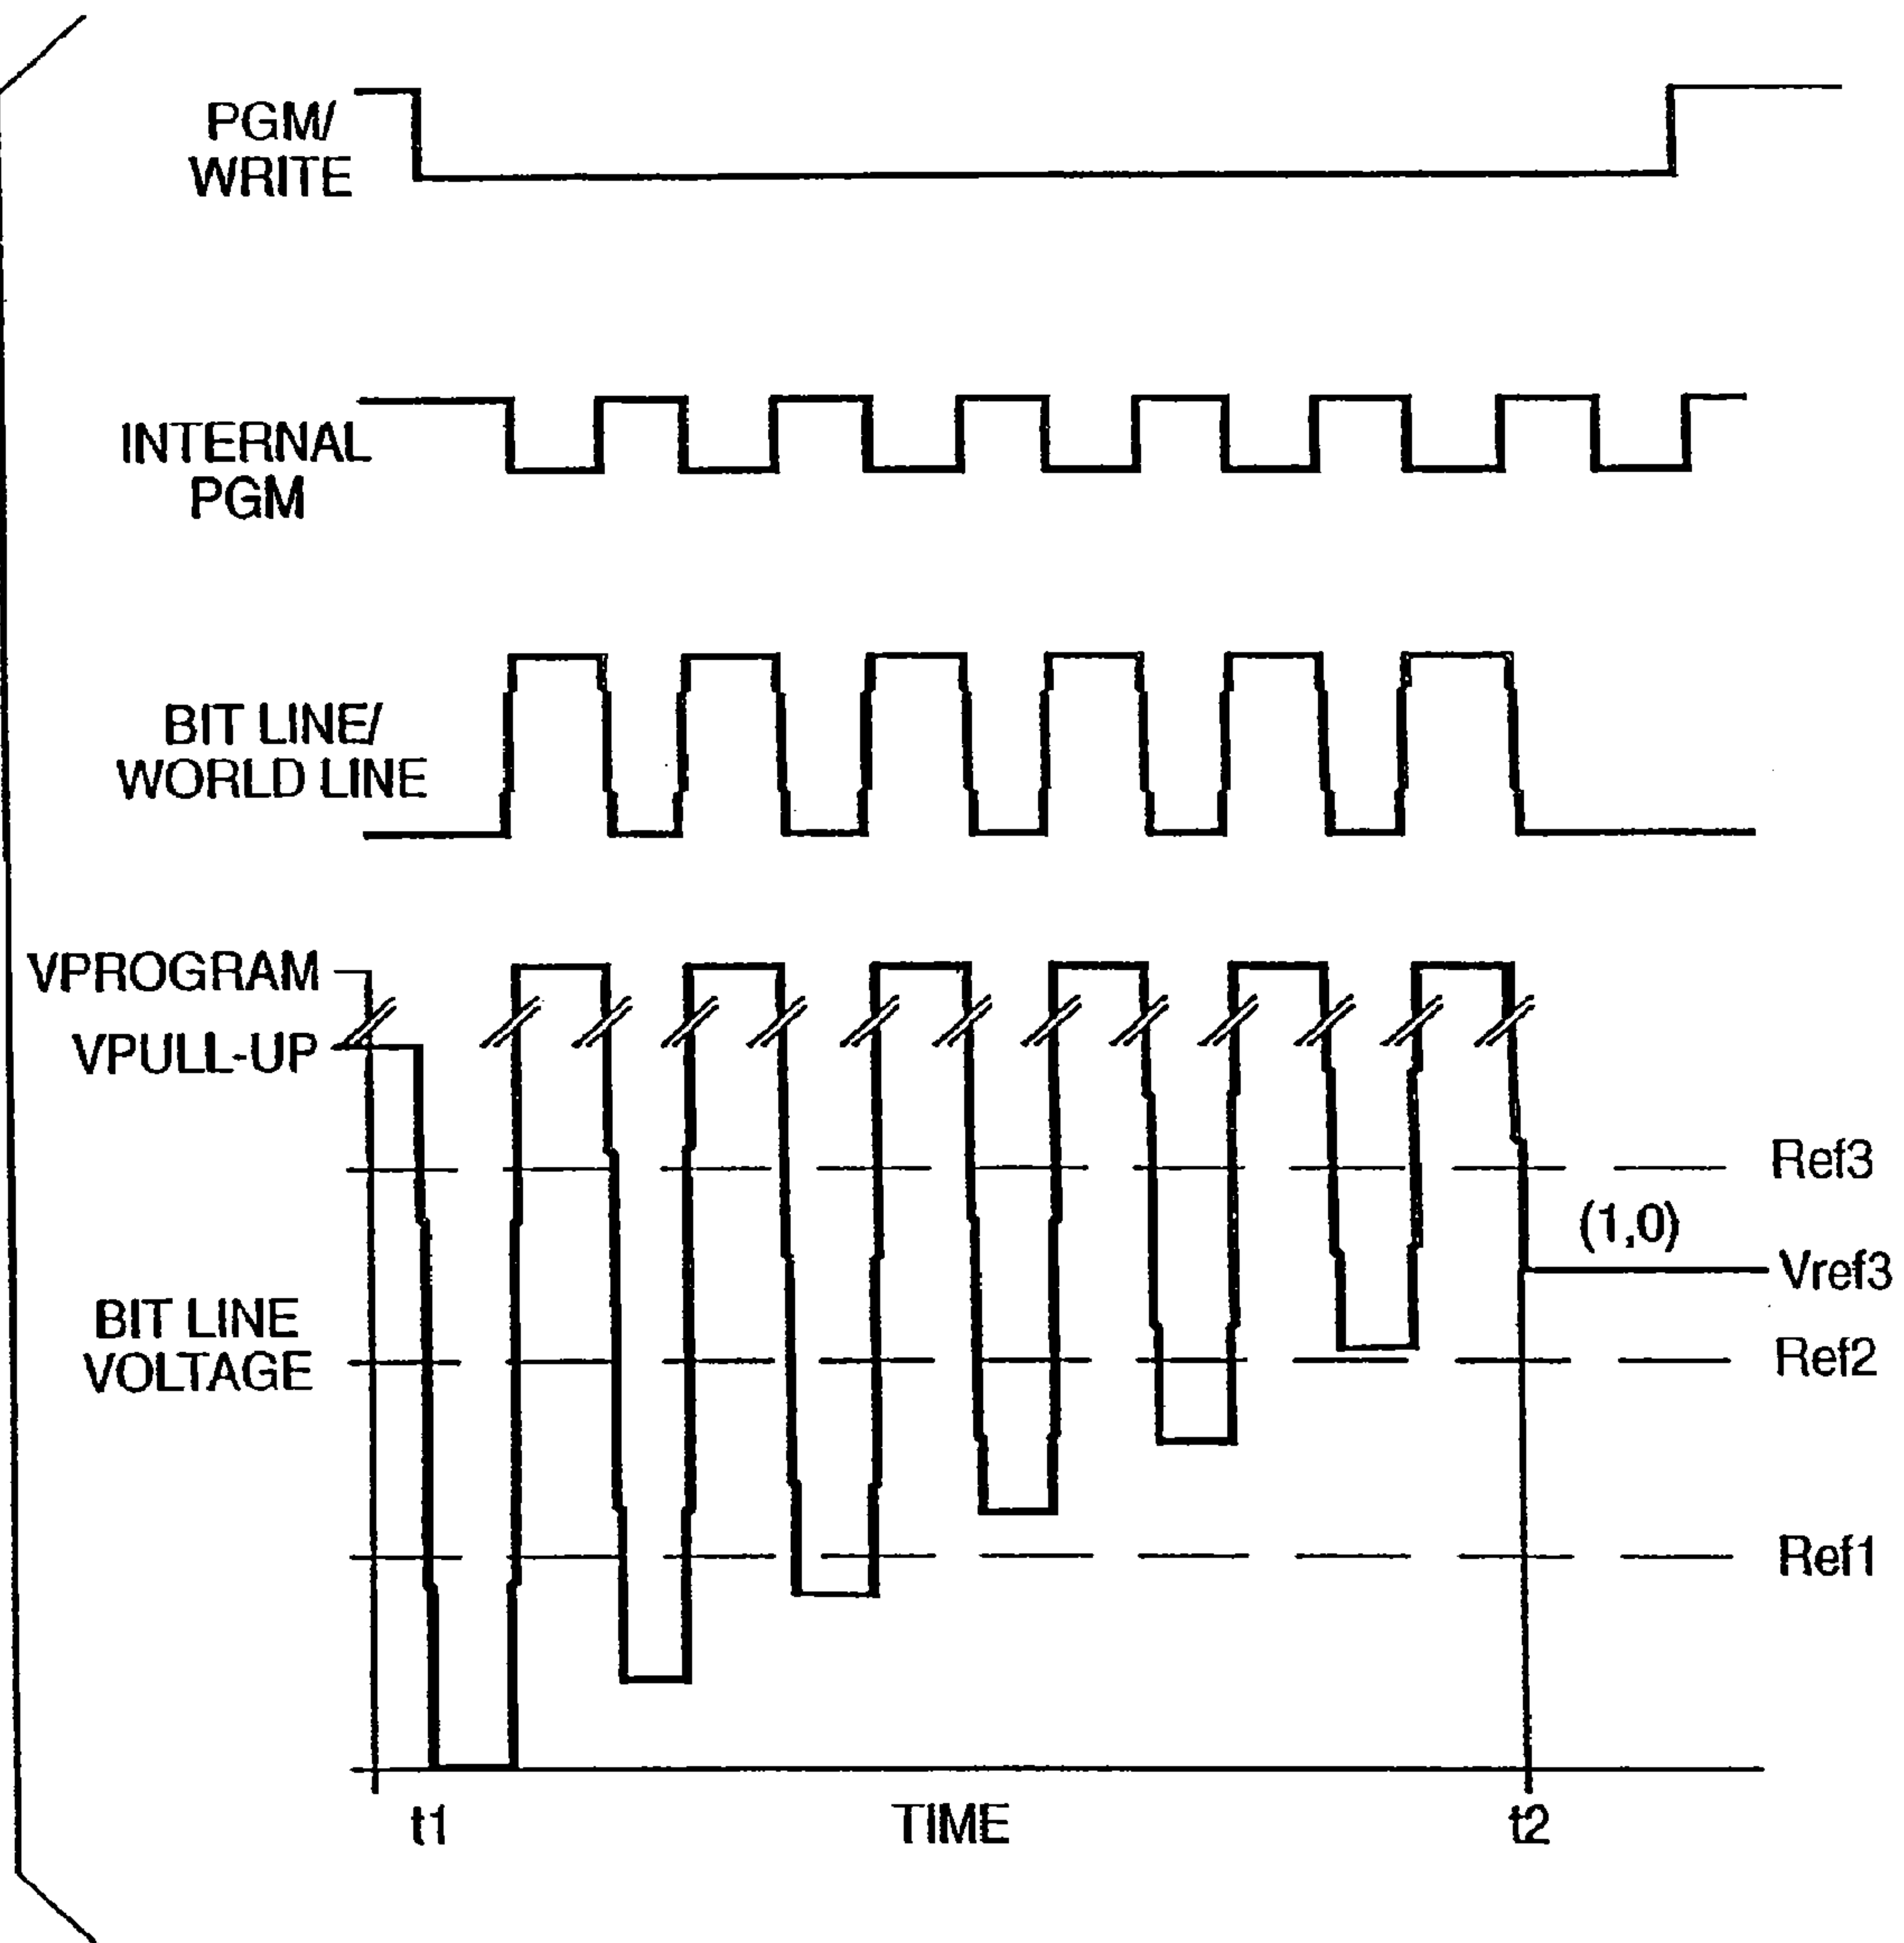 PGM/
WRITE
INTERNAL
PGM
BIT LINE/
WORLD LINE
VPROGRAM
VPULL-UP
Ref3
(1,0)
Vref3
BIT LINE
VOLTAGE
Ref2
Ref1
t1
TIME
t2